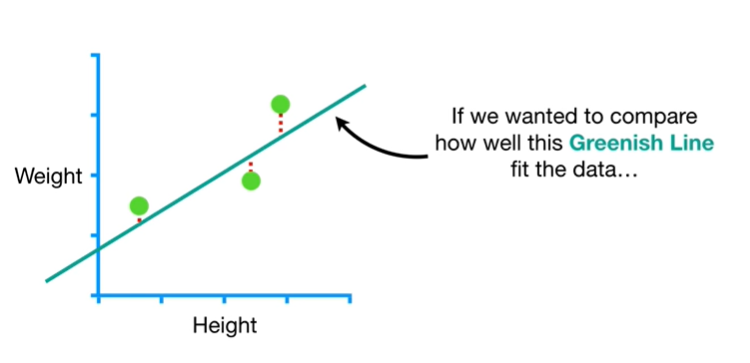 If we wanted to compare
how well this Greenish Line
fit the data...
Weight
Height